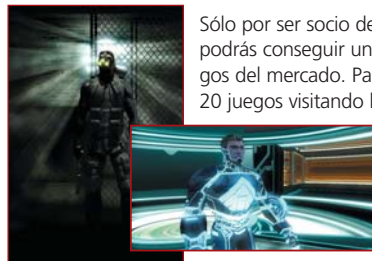 Sólo por ser socio de
podrás conseguir un
gos del mercado. Pa
20 juegos visitando l